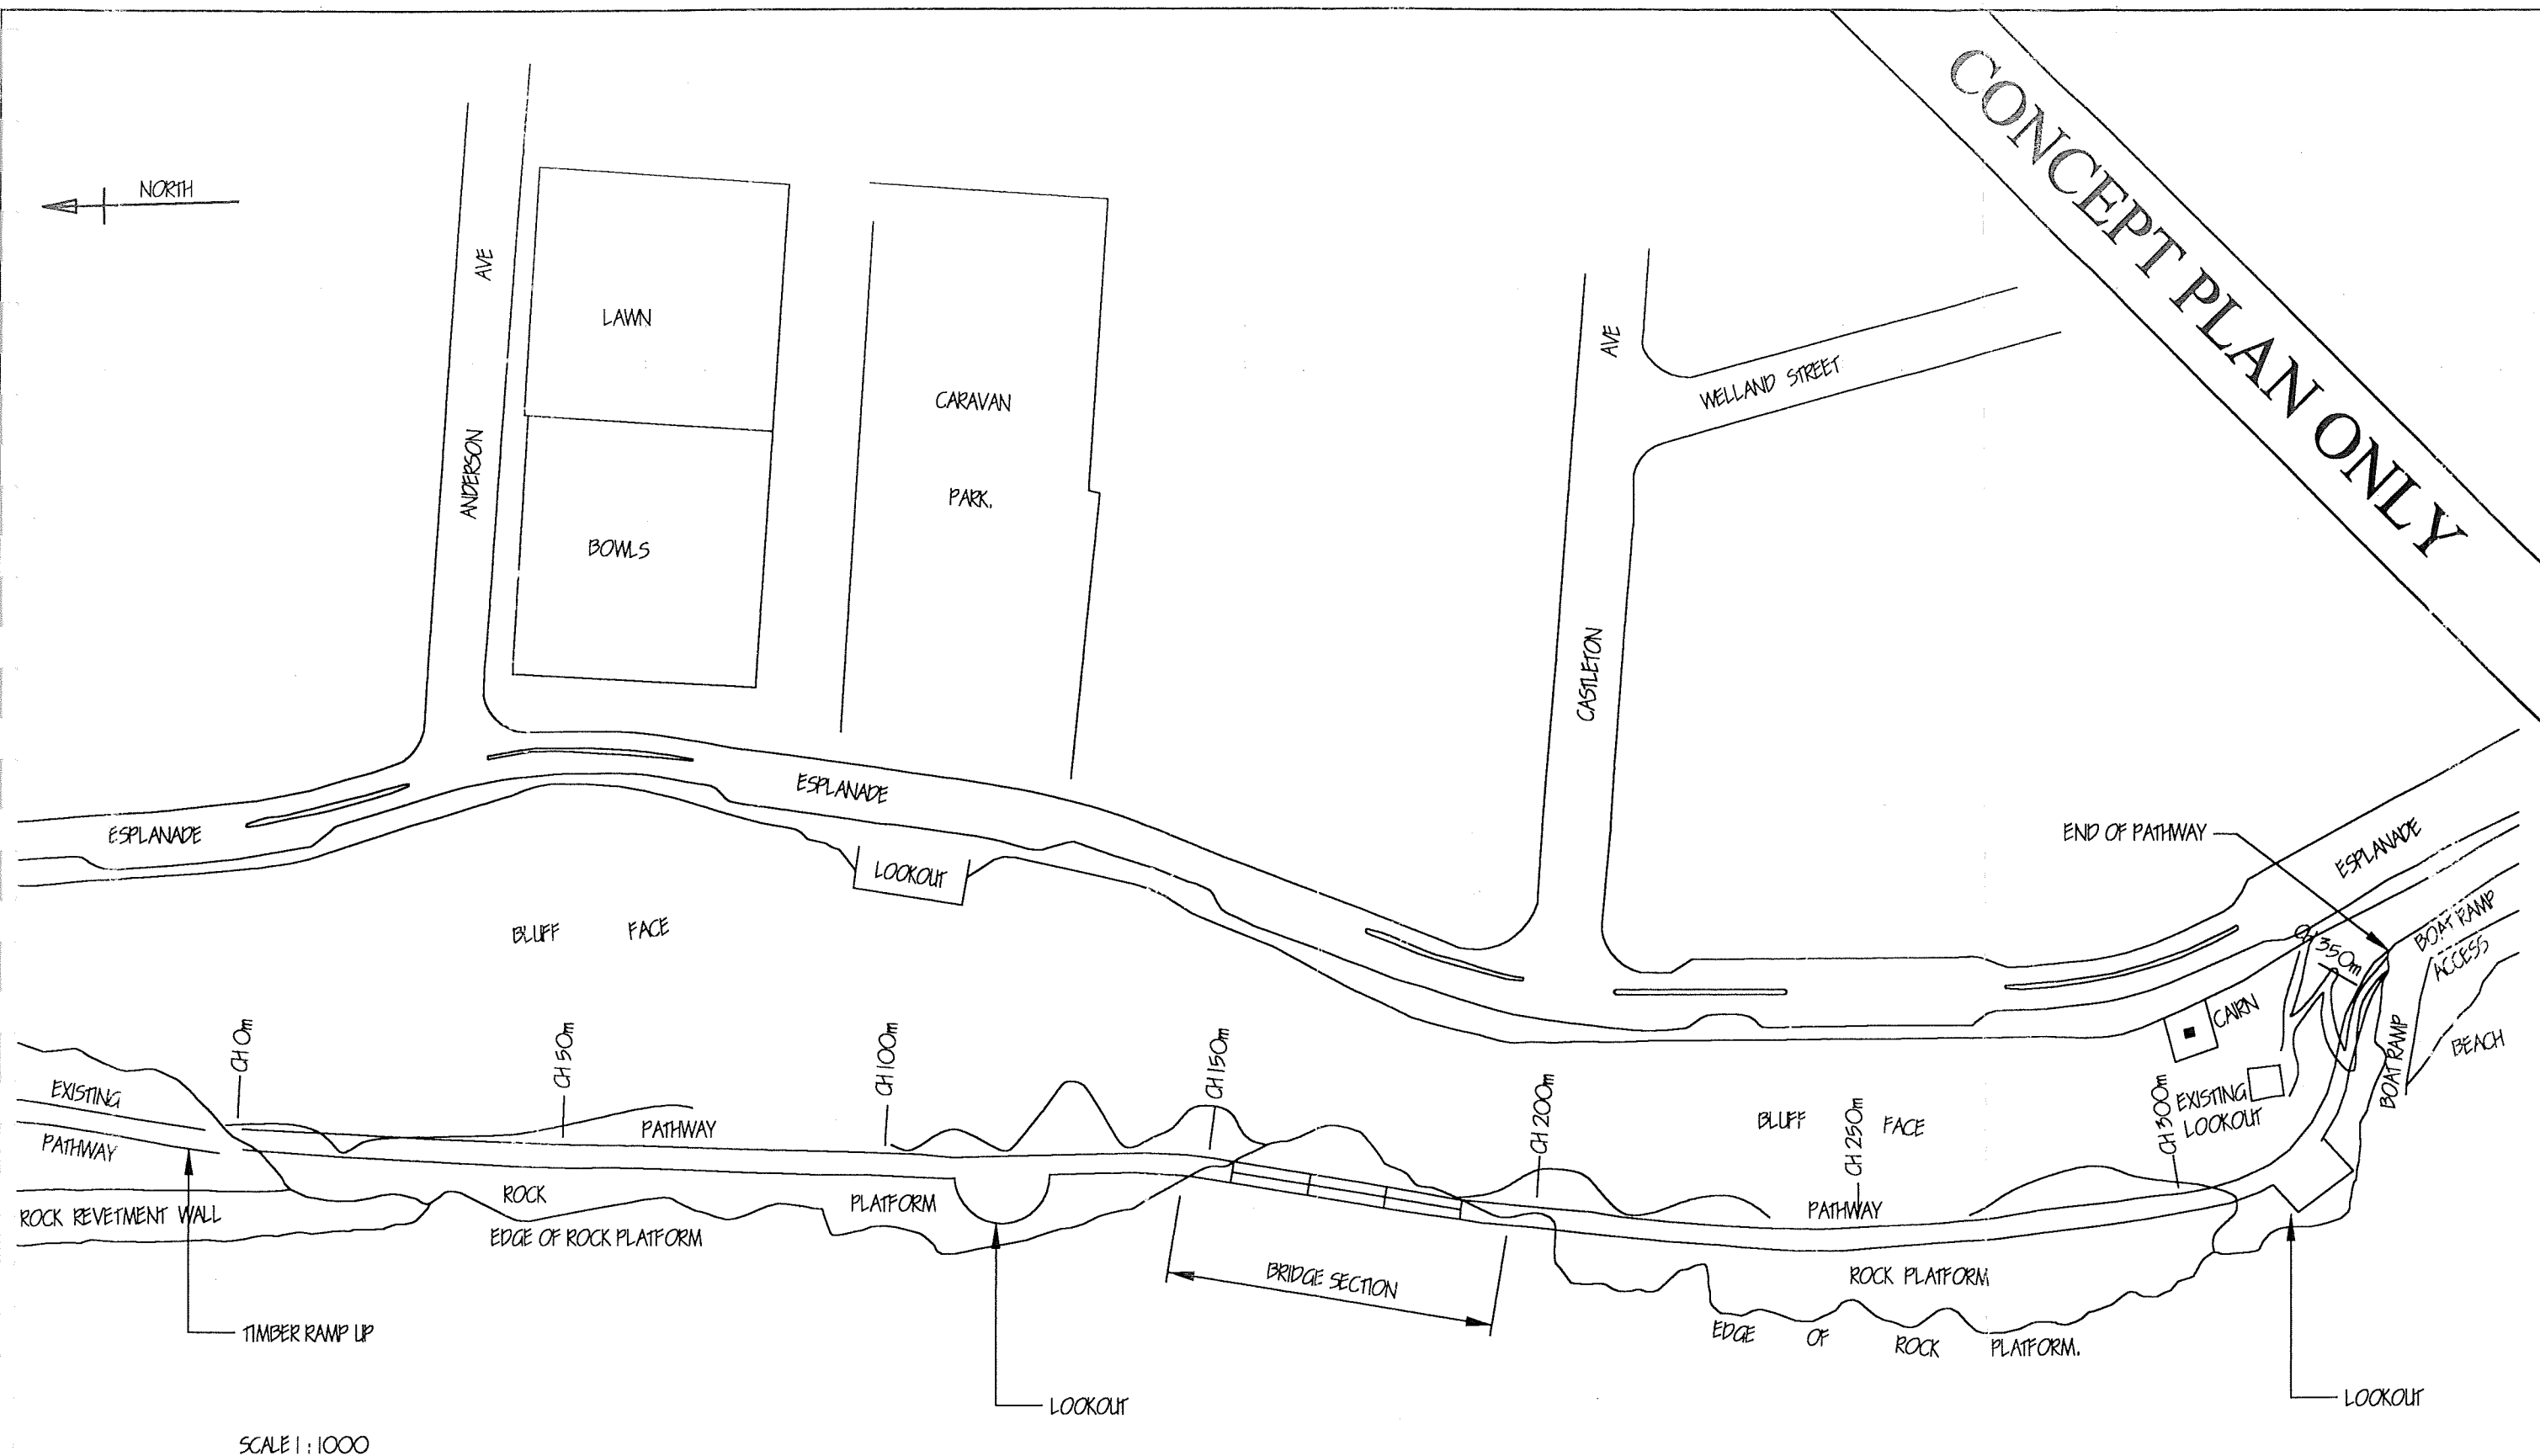 CONCEPT PLAN ONLY
NORTH
ANDERSON AVE
LAWN
BOWLS
CARAVAN
PARK.
CASTLETON AVE
WELLAND STREET
ESPLANADE
ESPLANADE
LOOKOUT
END OF PATHWAY
ESPLANADE
BOAT RAMP
ACCESS
350m
BLUFF FACE
CAIRN
BEACH
BOAT RAMP
EXISTING
LOOKOUT
EXISTING
PATHWAY
CH 0m
CH 50m
CH 100m
CH 150m
CH 200m
CH 250m
CH 300m
BLUFF FACE
PATHWAY
PATHWAY
ROCK REVETMENT WALL
ROCK PLATFORM
EDGE OF ROCK PLATFORM
BRIDGE SECTION
ROCK PLATFORM
EDGE OF ROCK PLATFORM.
TIMBER RAMP UP
LOOKOUT
LOOKOUT
SCALE 1 : 1000